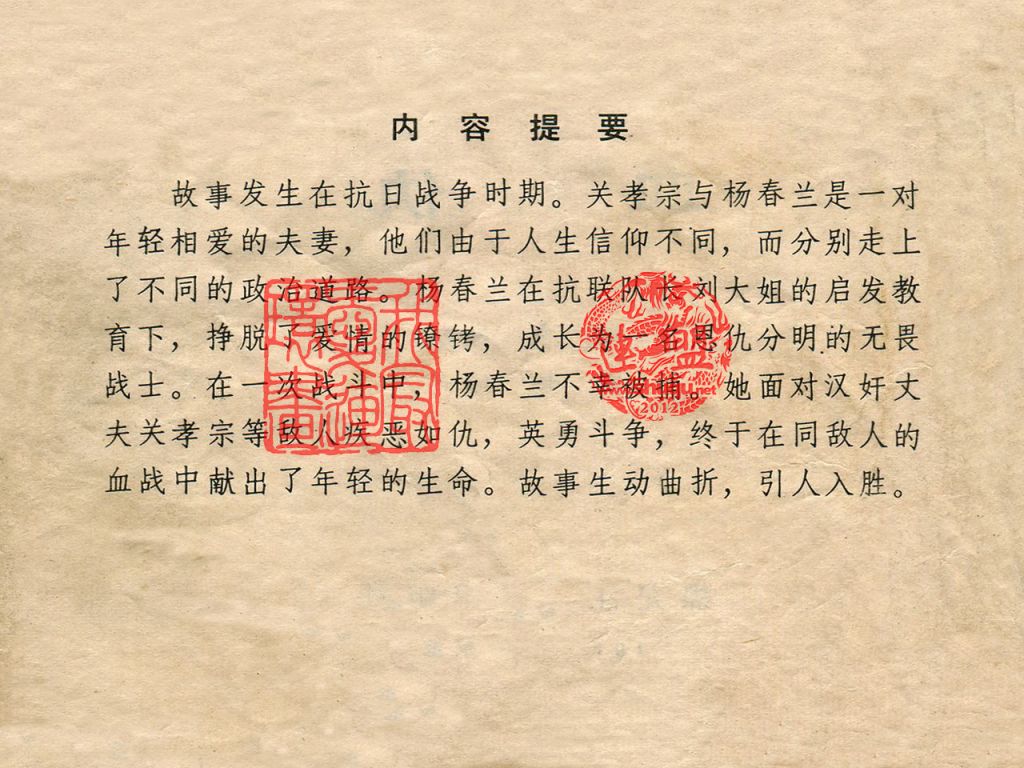 内容提要
故事发生在抗日战争时期。关孝宗与杨春兰是一对
年轻相爱的夫妻，他们由于人生信仰不同，而分别走上
了不同的政治道路。杨春兰在抗联队长刘大姐的启发教
育下，挣脱了爱情的镣铐，成长为一名恩仇分明的无畏
战士。在一次战斗中，杨春兰不幸被捕。她面对汉奸丈
夫关孝宗等敌人疾恶如仇，英勇斗争，终于在同敌人的
血战中献出了年轻的生命。故事生动曲折，引人入胜。
2012